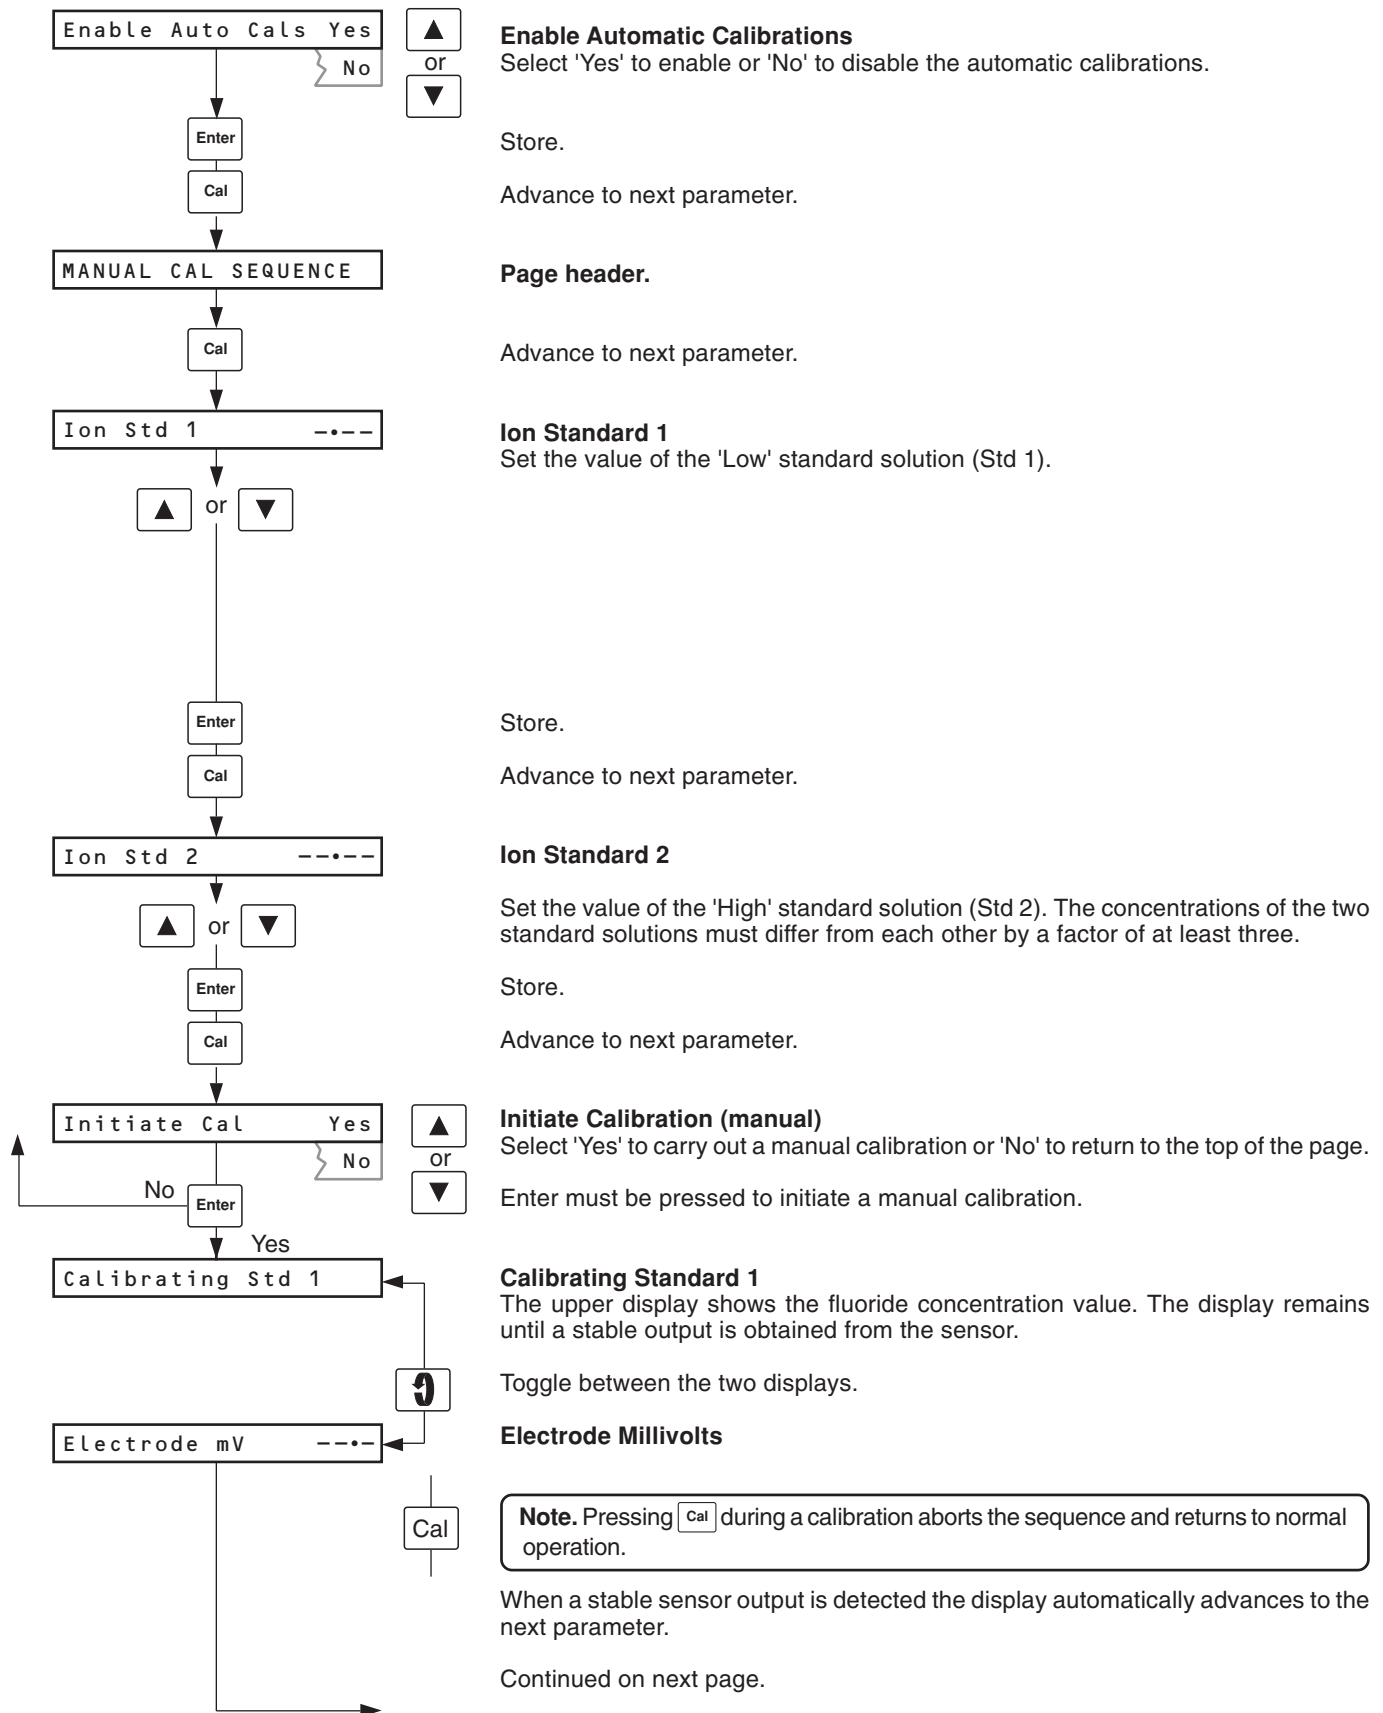 Enable Auto Cals Yes
No
▲
or
▼
Enable Automatic Calibrations
Select 'Yes' to enable or 'No' to disable the automatic calibrations.
Enter
Store.
Cal
Advance to next parameter.
MANUAL CAL SEQUENCE
Page header.
Cal
Advance to next parameter.
Ion Std 1 –•––
Ion Standard 1
Set the value of the 'Low' standard solution (Std 1).
▲ or ▼
Enter
Store.
Cal
Advance to next parameter.
Ion Std 2 ––•––
Ion Standard 2
Set the value of the 'High' standard solution (Std 2). The concentrations of the two
standard solutions must differ from each other by a factor of at least three.
▲ or ▼
Enter
Store.
Cal
Advance to next parameter.
Initiate Cal Yes
No
▲
or
▼
Initiate Calibration (manual)
Select 'Yes' to carry out a manual calibration or 'No' to return to the top of the page.
No
Enter
Enter must be pressed to initiate a manual calibration.
Yes
Calibrating Std 1
Calibrating Standard 1
The upper display shows the fluoride concentration value. The display remains
until a stable output is obtained from the sensor.
Toggle between the two displays.
Electrode mV ––•–
Electrode Millivolts
Cal
Note. Pressing Cal during a calibration aborts the sequence and returns to normal
operation.
When a stable sensor output is detected the display automatically advances to the
next parameter.
Continued on next page.